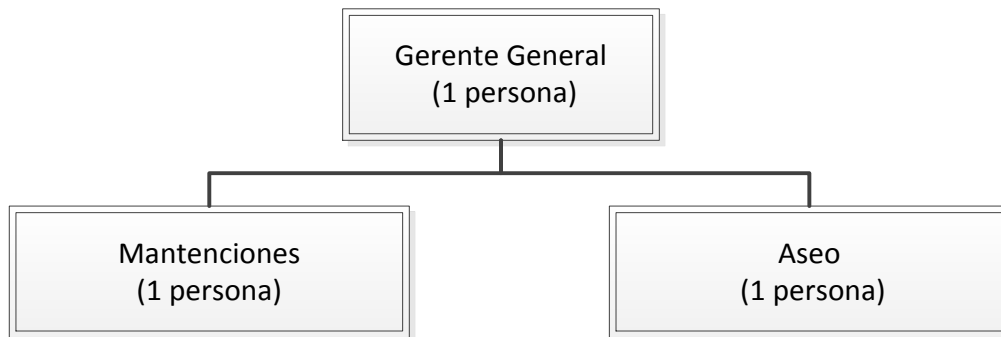 Gerente General
(1 persona)
Mantenciones
(1 persona)
Aseo
(1 persona)